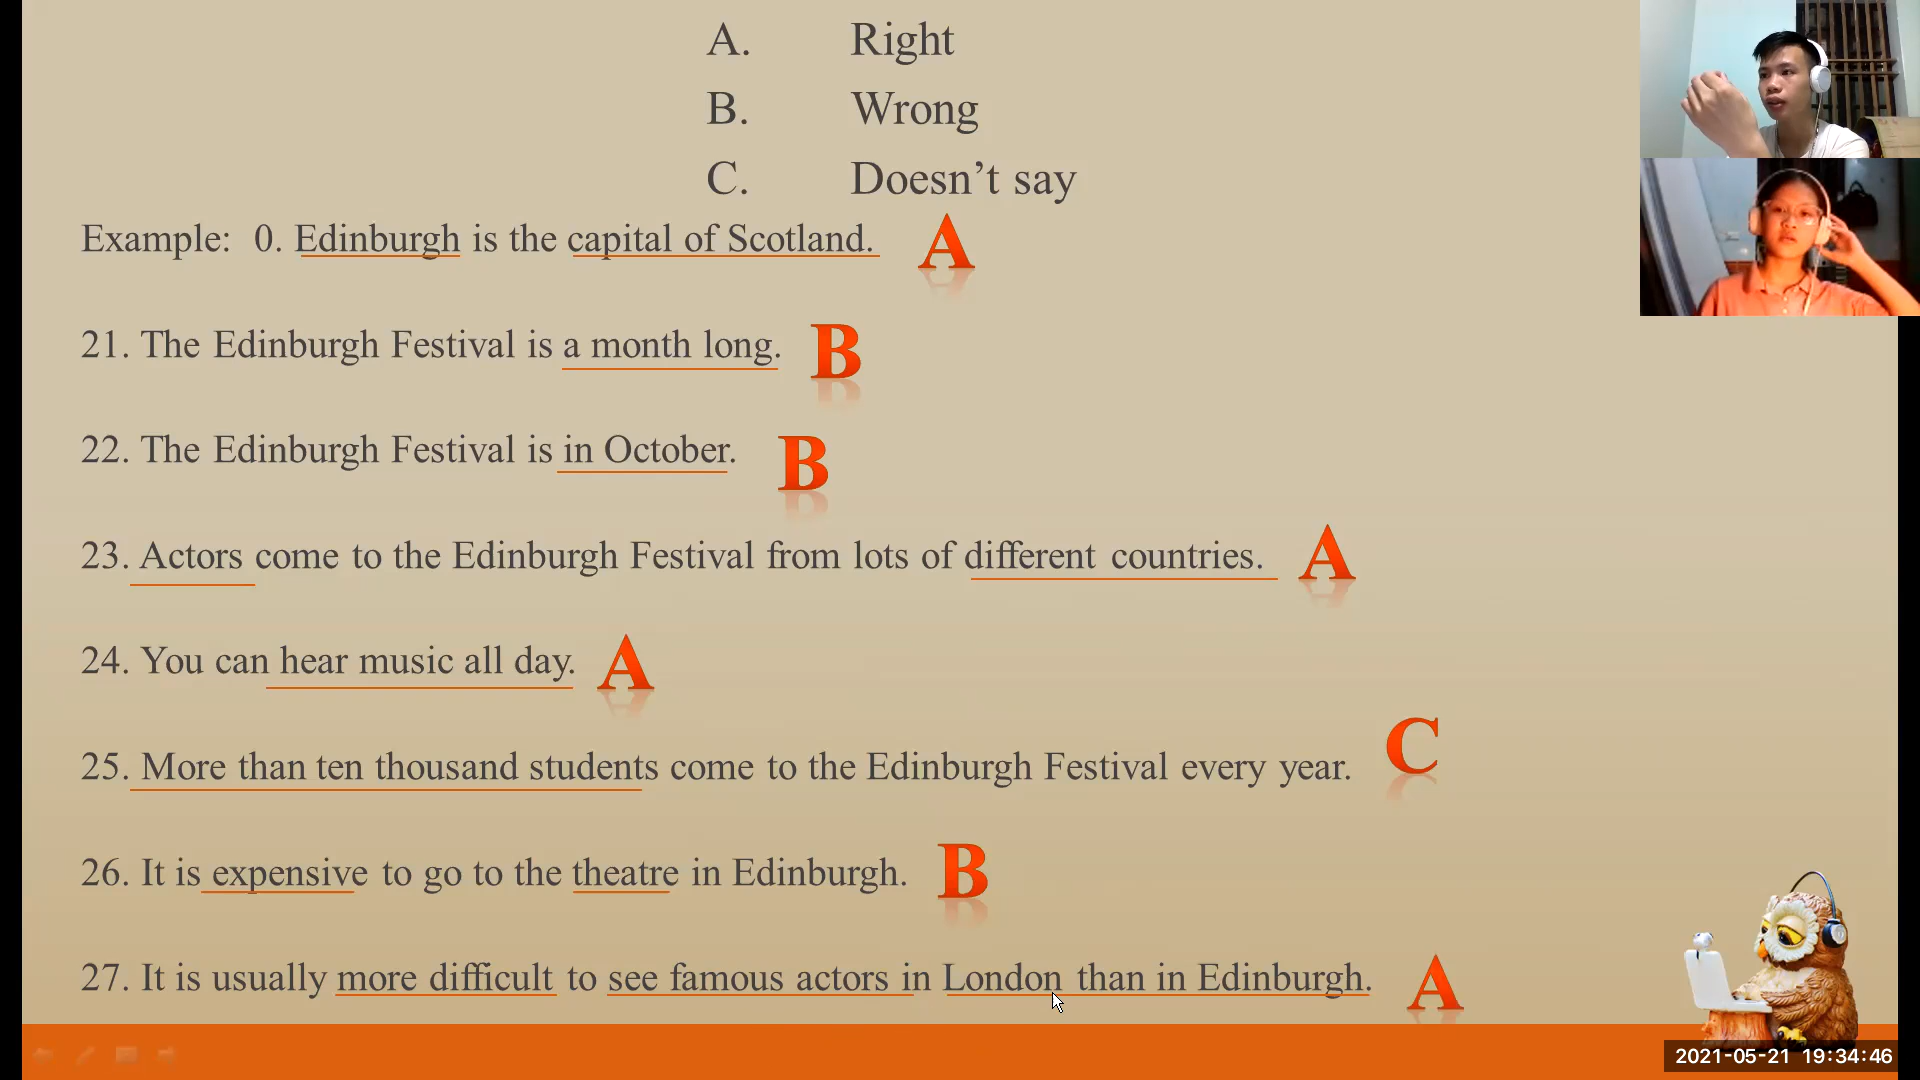 A. Right
B. Wrong
C. Doesn’t say
Example: 0. Edinburgh is the capital of Scotland. A
21. The Edinburgh Festival is a month long. B
22. The Edinburgh Festival is in October. B
23. Actors come to the Edinburgh Festival from lots of different countries. A
24. You can hear music all day. A
25. More than ten thousand students come to the Edinburgh Festival every year. C
26. It is expensive to go to the theatre in Edinburgh. B
27. It is usually more difficult to see famous actors in London than in Edinburgh. A
2021-05-21 19:34:46